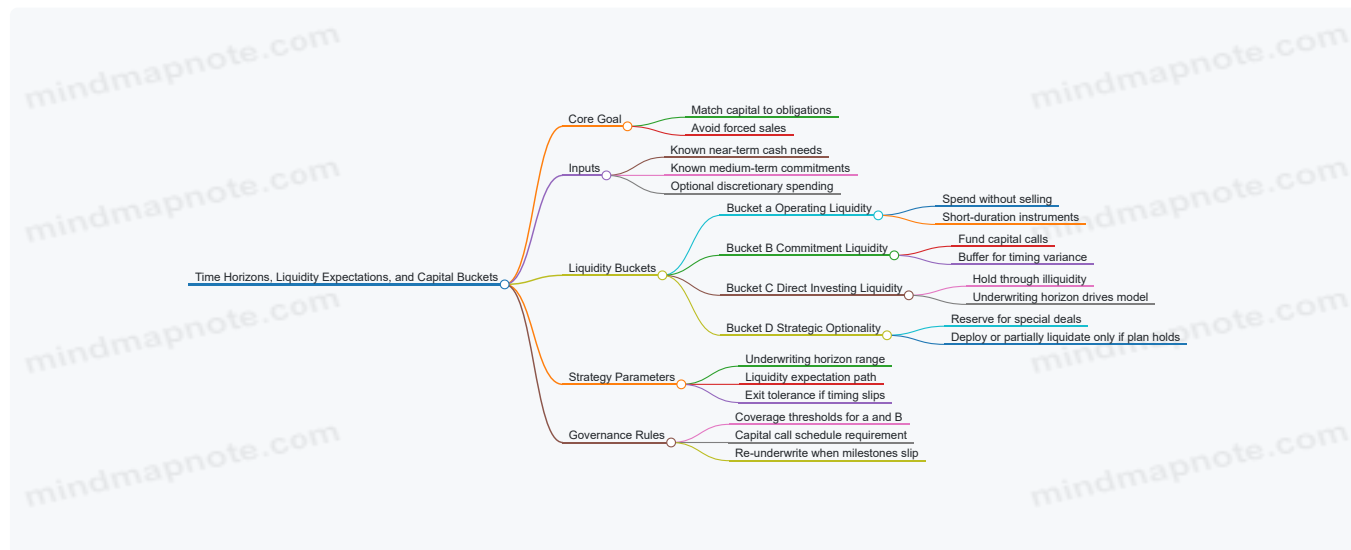 mindmapnote.com
mindmapnote.com
Core Goal
Match capital to obligations
Avoid forced sales
Inputs
Known near-term cash needs
Known medium-term commitments
Optional discretionary spending
mindmapnote.com
mindmapnote.com
Time Horizons, Liquidity Expectations, and Capital Buckets
Liquidity Buckets
Bucket a Operating Liquidity
Spend without selling
Short-duration instruments
Bucket B Commitment Liquidity
Fund capital calls
Buffer for timing variance
Bucket C Direct Investing Liquidity
Hold through illiquidity
Underwriting horizon drives model
Bucket D Strategic Optionality
Reserve for special deals
Deploy or partially liquidate only if plan holds
mindmapnote.com
mindmapnote.com
Strategy Parameters
Underwriting horizon range
Liquidity expectation path
Exit tolerance if timing slips
Governance Rules
Coverage thresholds for a and B
Capital call schedule requirement
Re-underwrite when milestones slip
mindmapnote.com
mindmapnote.com